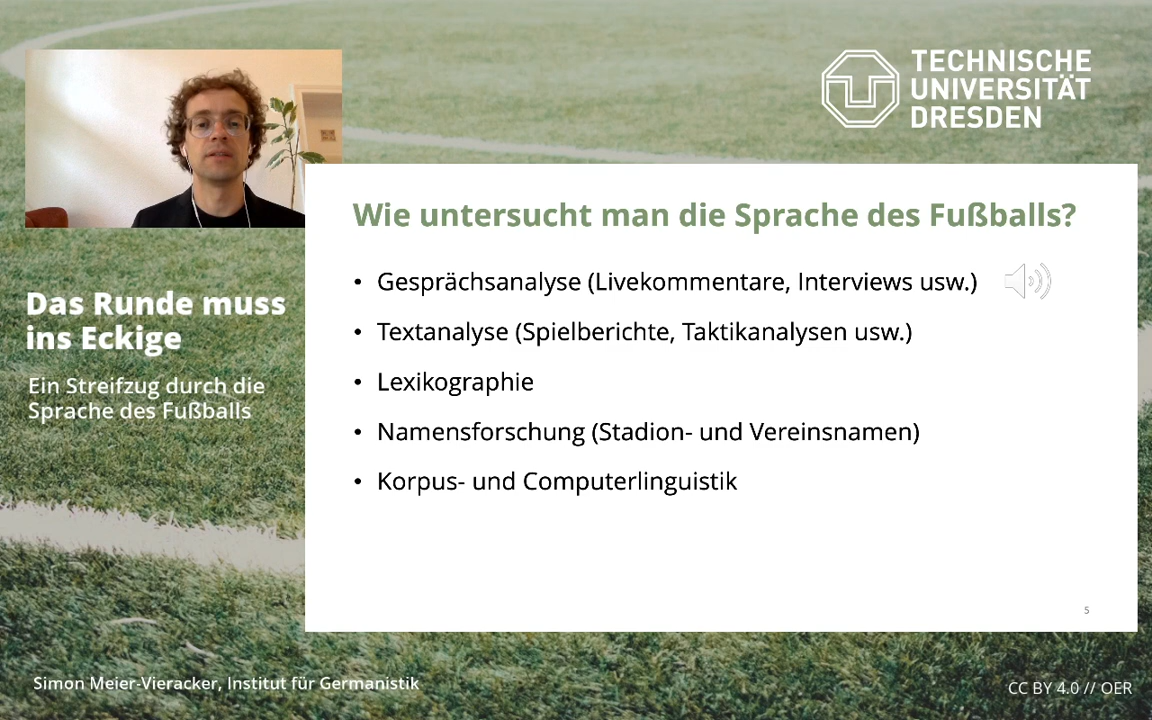 TECHNISCHE
UNIVERSITÄT
DRESDEN
Wie untersucht man die Sprache des Fußballs?
• Gesprächsanalyse (Livekommentare, Interviews usw.)
• Textanalyse (Spielberichte, Taktikanalysen usw.)
• Lexikographie
• Namensforschung (Stadion- und Vereinsnamen)
• Korpus- und Computerlinguistik
5
Das Runde muss
ins Eckige
Ein Streifzug durch die
Sprache des Fußballs
Simon Meier-Vieracker, Institut für Germanistik
CC BY 4.0 // OER